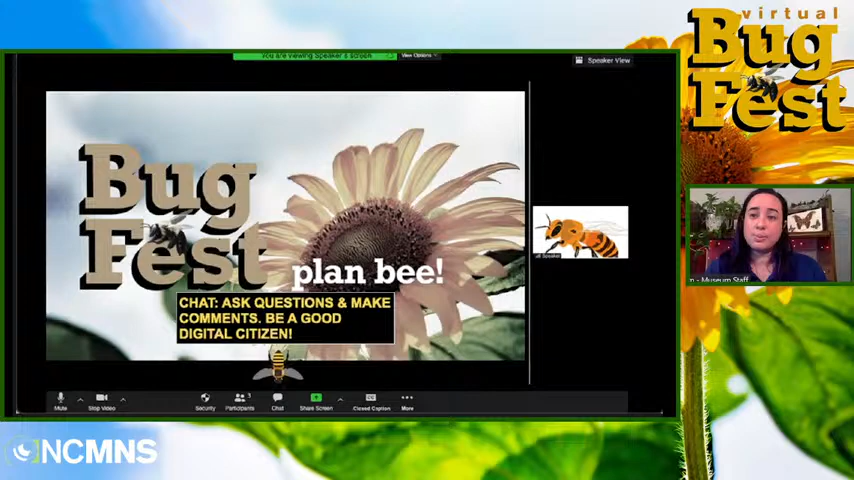 virtual
Bug
Fest
You are viewing Speaker's screen
View Options
Speaker View
Bug
Fest
plan bee!
CHAT: ASK QUESTIONS & MAKE
COMMENTS. BE A GOOD
DIGITAL CITIZEN!
Speaker
- Museum Staff
Mute
Stop Video
Security
Participants
3
Chat
Share Screen
Closed Caption
More
NCMNS